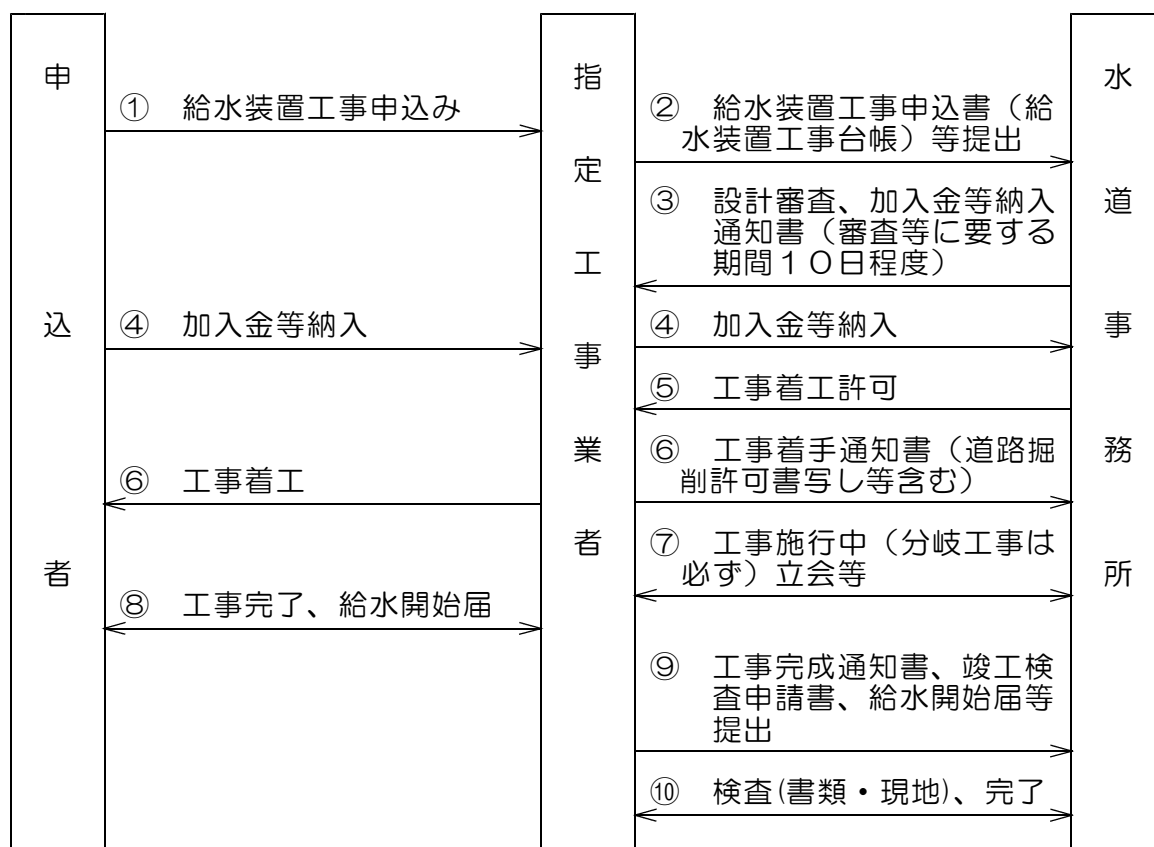 申込者
指定工事業者
水道事務所
① 給水装置工事申込み
② 給水装置工事申込書（給
水装置工事台帳）等提出
③ 設計審査、加入金等納入
通知書（審査等に要する
期間１０日程度）
④ 加入金等納入
④ 加入金等納入
⑤ 工事着工許可
⑥ 工事着手通知書（道路掘
削許可書写し等含む）
⑥ 工事着工
⑦ 工事施行中（分岐工事は
必ず）立会等
⑧ 工事完了、給水開始届
⑨ 工事完成通知書、竣工検
査申請書、給水開始届等
提出
⑩ 検査(書類・現地)、完了